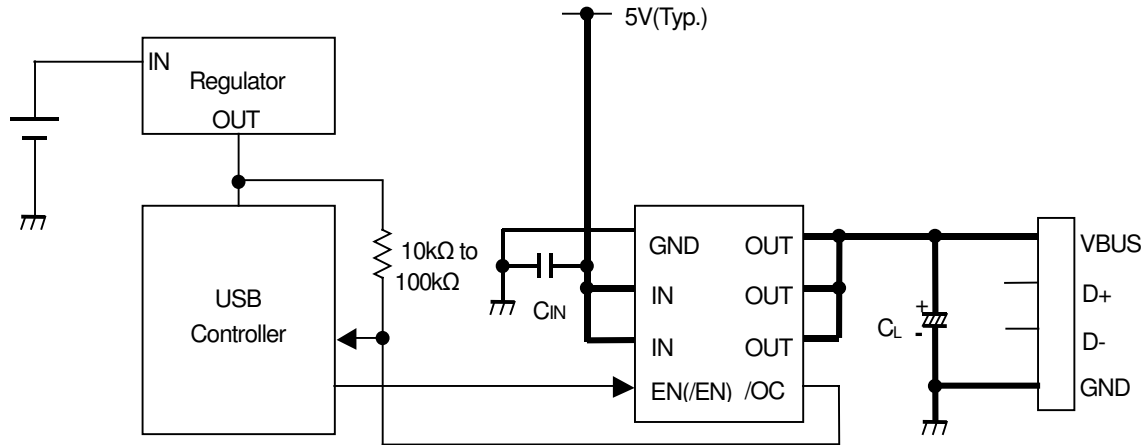 5V(Typ.)
IN
Regulator
OUT
10kΩ to
100kΩ
USB
Controller
CIN
GND OUT
IN OUT
IN OUT
EN(/EN) /OC
+
CL
-
VBUS
D+
D-
GND